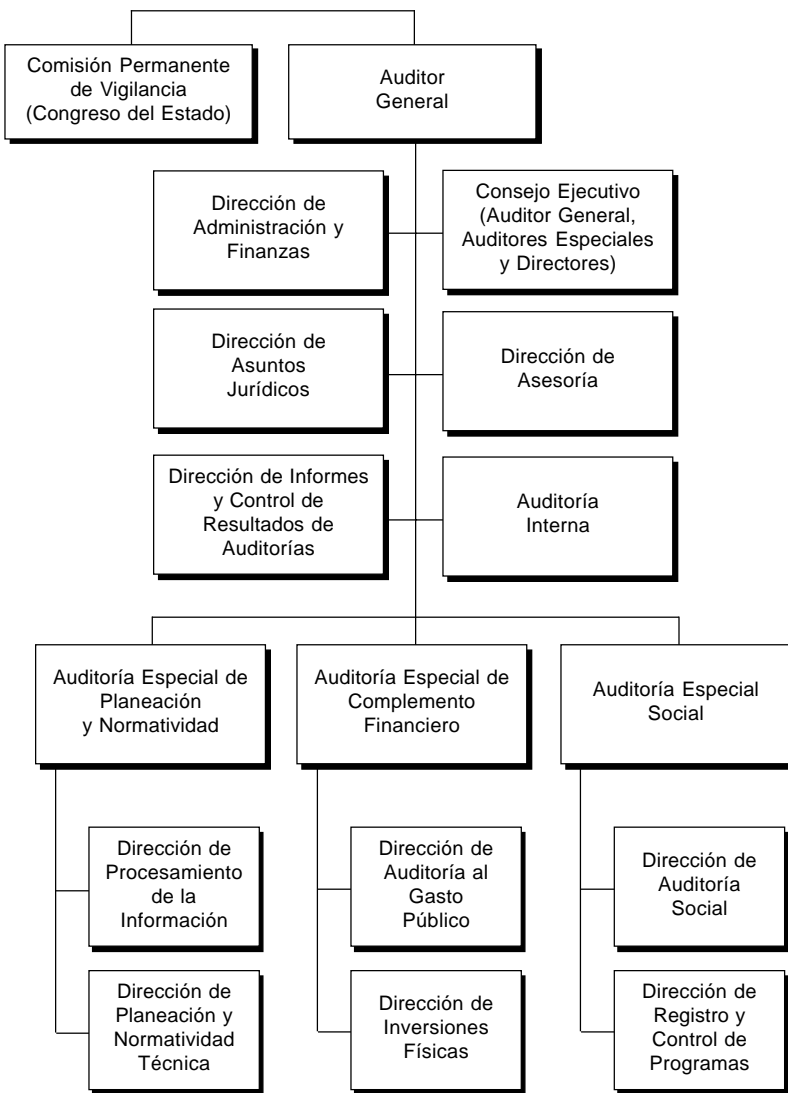 Comisión Permanente
de Vigilancia
(Congreso del Estado)
Auditor
General
Dirección de
Administración y
Finanzas
Consejo Ejecutivo
(Auditor General,
Auditores Especiales
y Directores)
Dirección de
Asuntos
Jurídicos
Dirección de
Asesoría
Dirección de Informes
y Control de
Resultados de
Auditorías
Auditoría
Interna
Auditoría Especial de
Planeación
y Normatividad
Auditoría Especial de
Complemento
Financiero
Auditoría Especial
Social
Dirección de
Procesamiento
de la
Información
Dirección de
Auditoría al
Gasto
Público
Dirección de
Auditoría
Social
Dirección de
Planeación y
Normatividad
Técnica
Dirección de
Inversiones
Físicas
Dirección de
Registro y
Control de
Programas